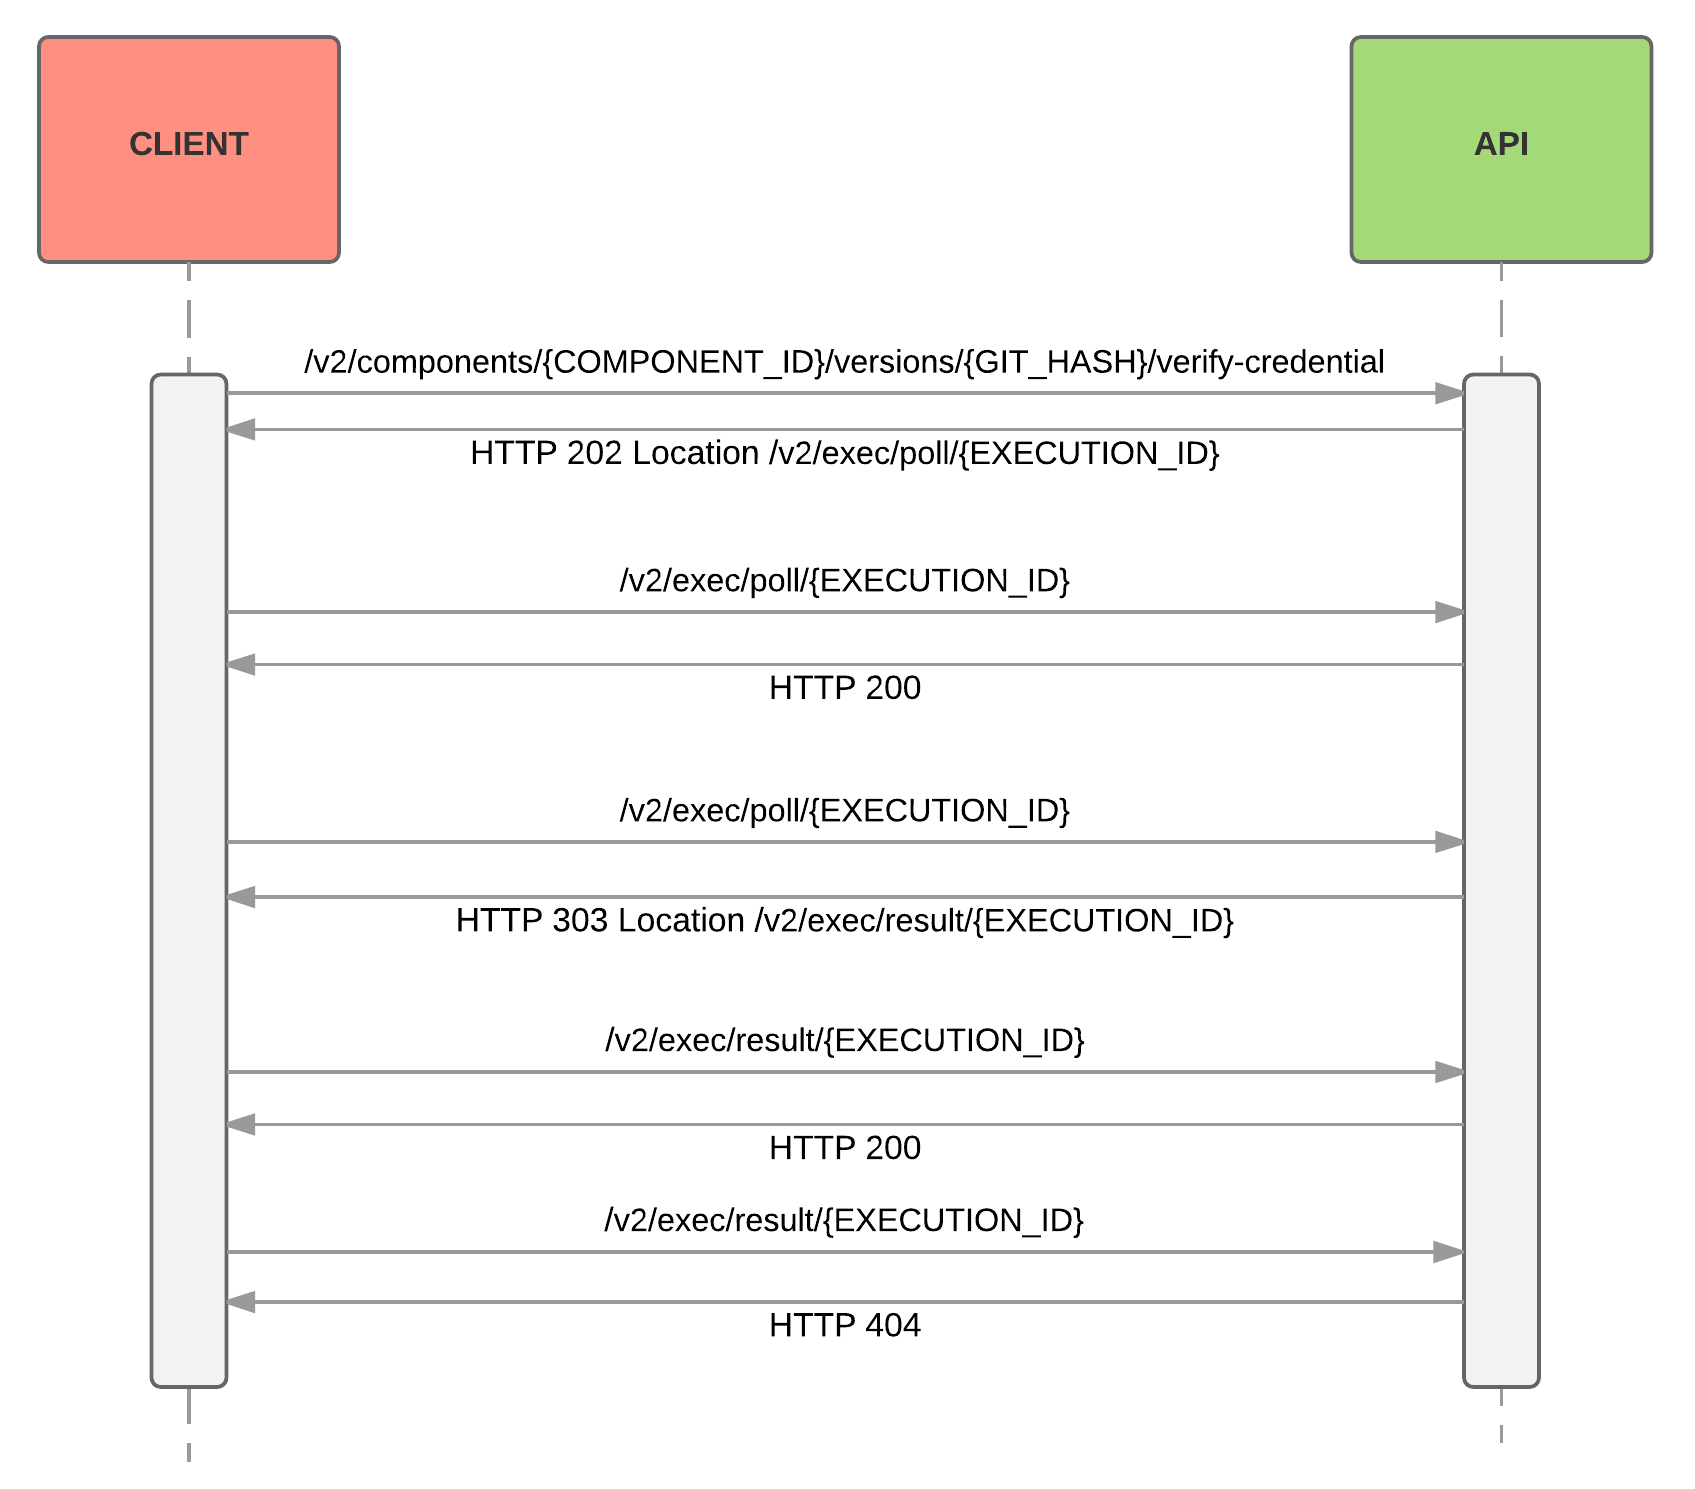 CLIENT
API
/v2/components/{COMPONENT_ID}/versions/{GIT_HASH}/verify-credential
HTTP 202 Location /v2/exec/poll/{EXECUTION_ID}
/v2/exec/poll/{EXECUTION_ID}
HTTP 200
/v2/exec/poll/{EXECUTION_ID}
HTTP 303 Location /v2/exec/result/{EXECUTION_ID}
/v2/exec/result/{EXECUTION_ID}
HTTP 200
/v2/exec/result/{EXECUTION_ID}
HTTP 404